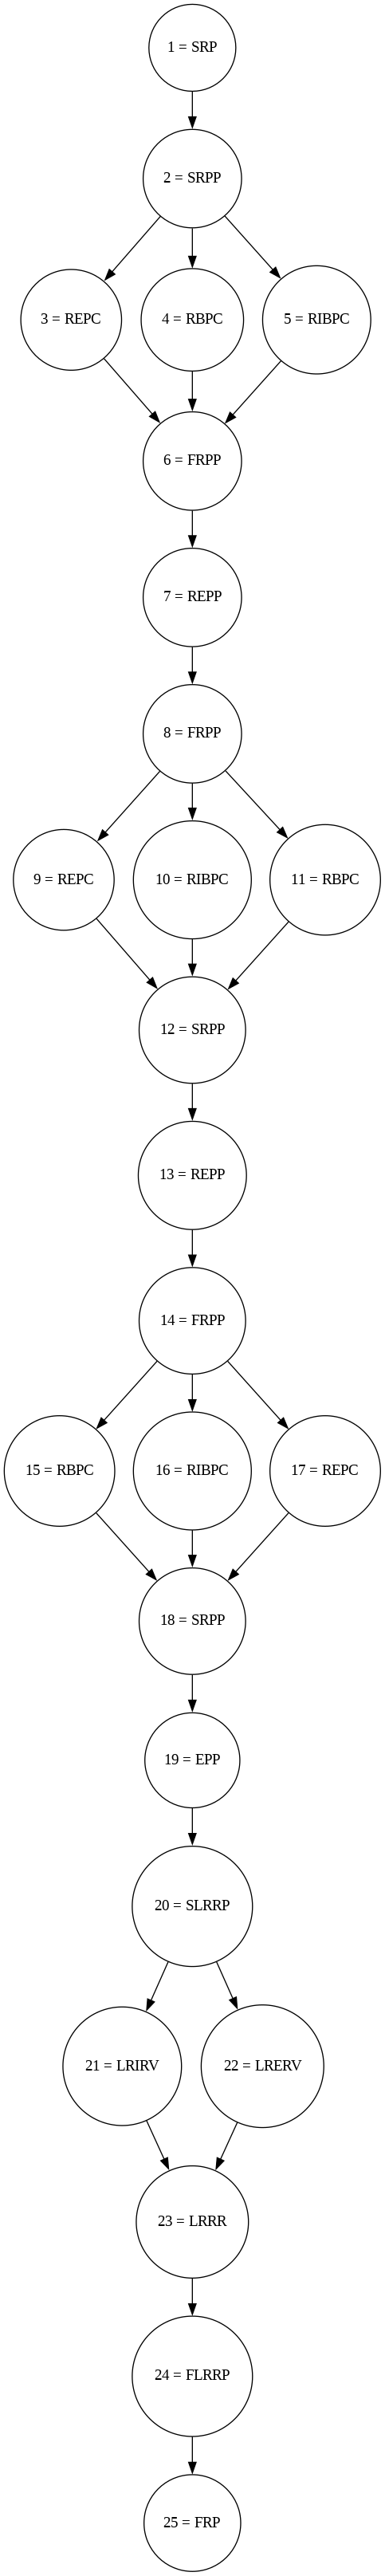 1 = SRP
2 = SRPP
3 = REPC
4 = RBPC
5 = RIBPC
6 = FRPP
7 = REPP
8 = FRPP
9 = REPC
10 = RIBPC
11 = RBPC
12 = SRPP
13 = REPP
14 = FRPP
15 = RBPC
16 = RIBPC
17 = REPC
18 = SRPP
19 = EPP
20 = SLRRP
21 = LRIRV
22 = LRERV
23 = LRRR
24 = FLRRP
25 = FRP